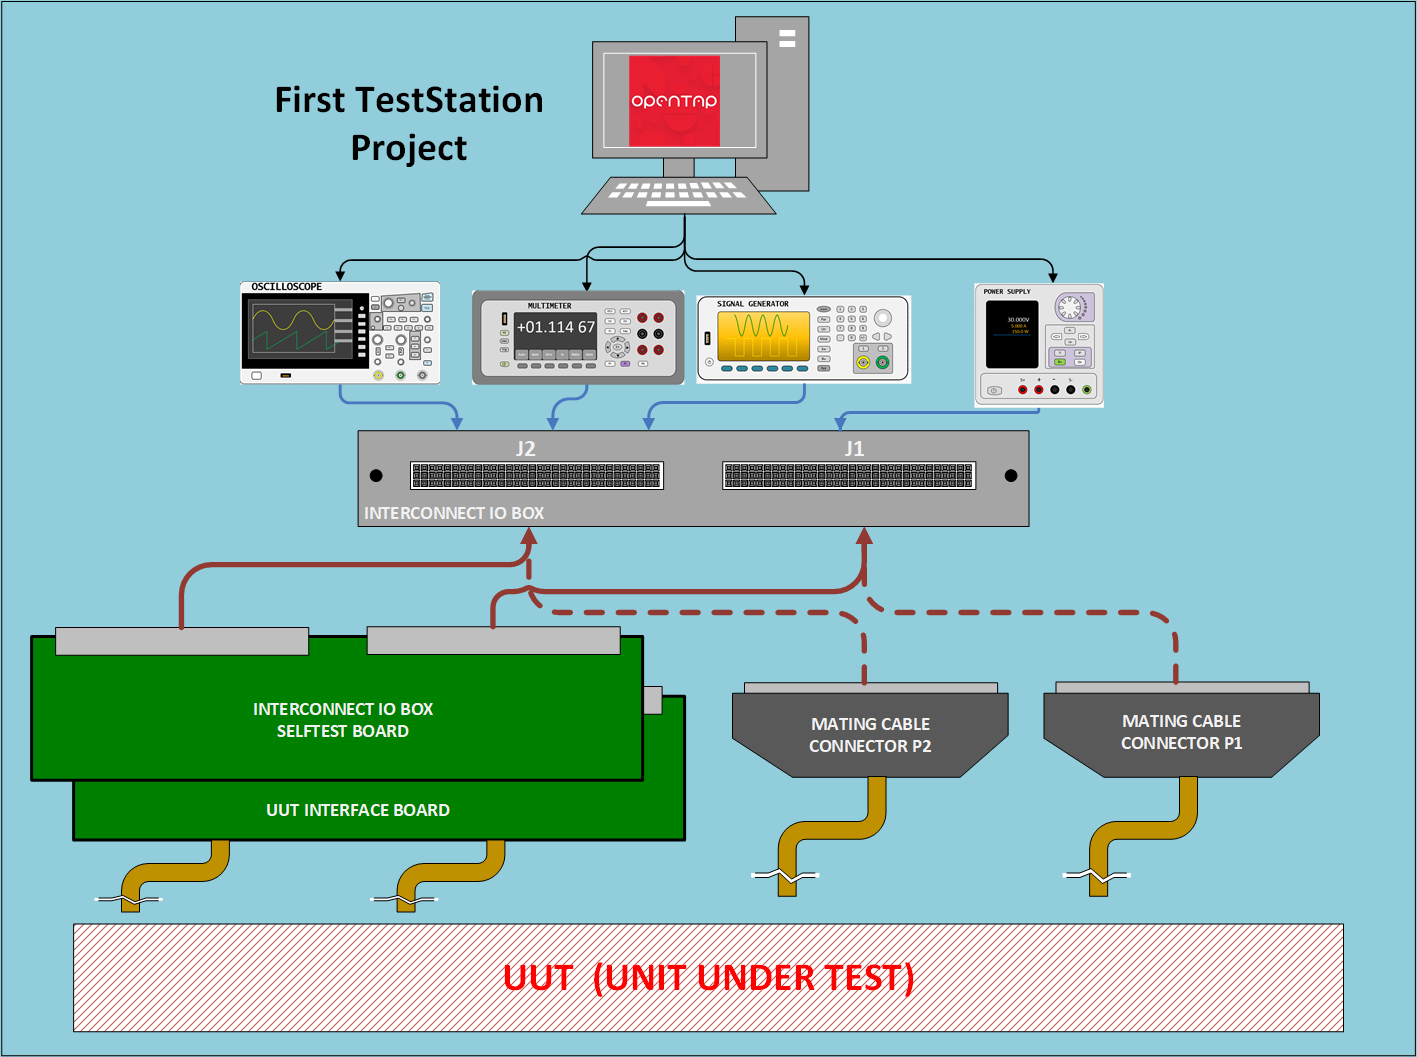 First TestStation
Project
OPENTAP
OSCILLOSCOPE
MULTIMETER
+01.114 67
SIGNAL GENERATOR
POWER SUPPLY
30.000V
5.000 A
150.0 W
S+ + - S-
J2
J1
INTERCONNECT IO BOX
INTERCONNECT IO BOX
SELFTEST BOARD
UUT INTERFACE BOARD
MATING CABLE
CONNECTOR P2
MATING CABLE
CONNECTOR P1
UUT (UNIT UNDER TEST)